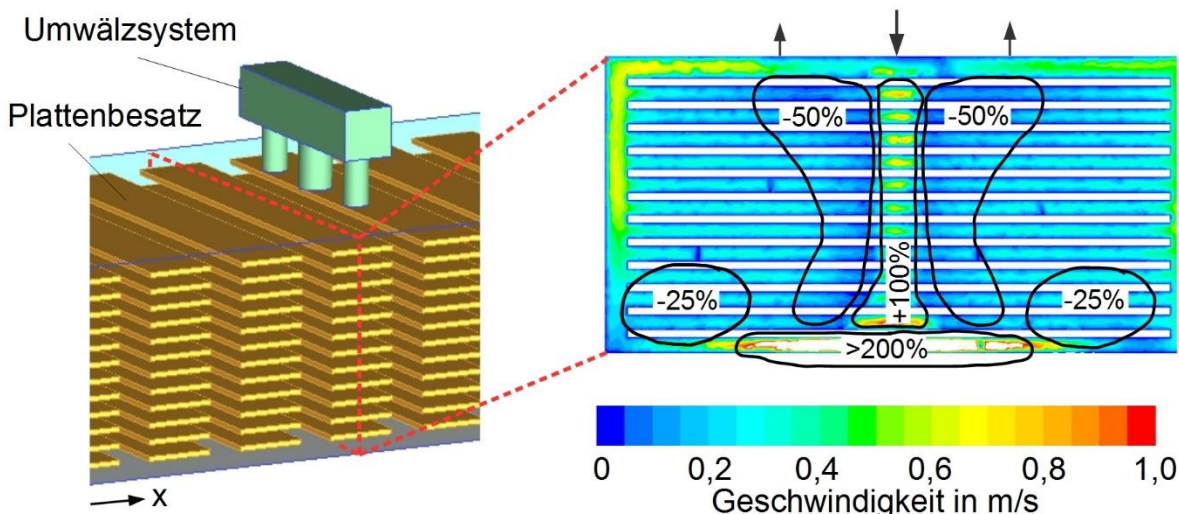 Umwälzsystem
Plattenbesatz
x
-50%
-50%
+100%
-25%
-25%
>200%
0 0,2 0,4 0,6 0,8 1,0
Geschwindigkeit in m/s